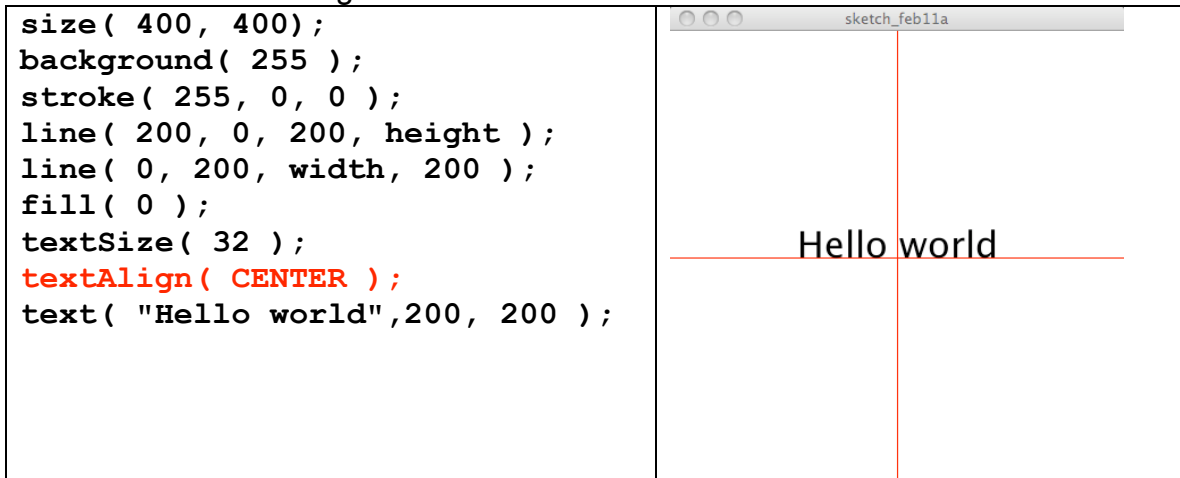 size( 400, 400);
background( 255 );
stroke( 255, 0, 0 );
line( 200, 0, 200, height );
line( 0, 200, width, 200 );
fill( 0 );
textSize( 32 );
textAlign( CENTER );
text( "Hello world",200, 200 );
sketch_feb11a
Hello world